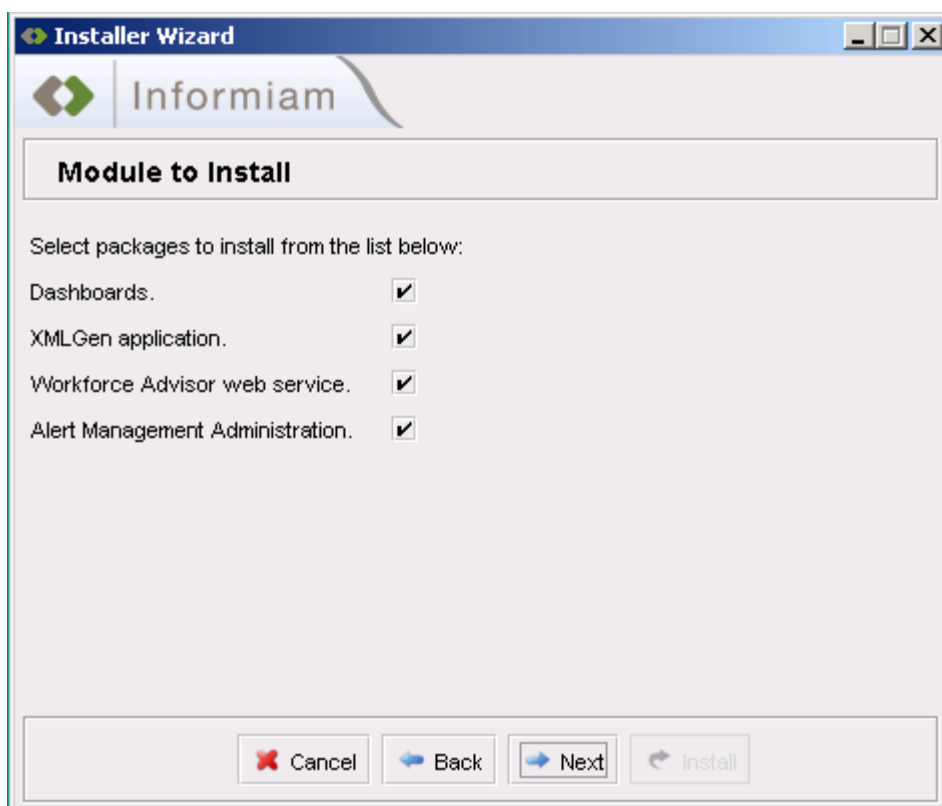 Installer Wizard
Informiam
Module to Install
Select packages to install from the list below:
Dashboards.
XMLGen application.
Workforce Advisor web service.
Alert Management Administration.
Cancel Back Next Install